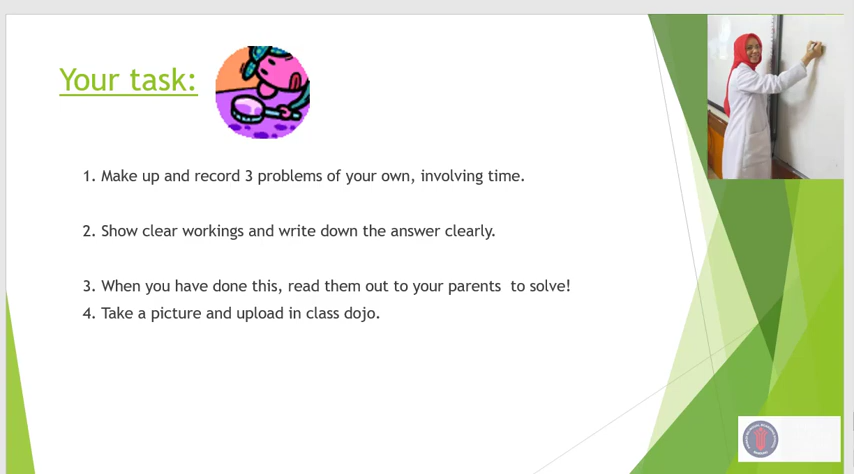 Your task:
1. Make up and record 3 problems of your own, involving time.
2. Show clear workings and write down the answer clearly.
3. When you have done this, read them out to your parents  to solve!
4. Take a picture and upload in class dojo.